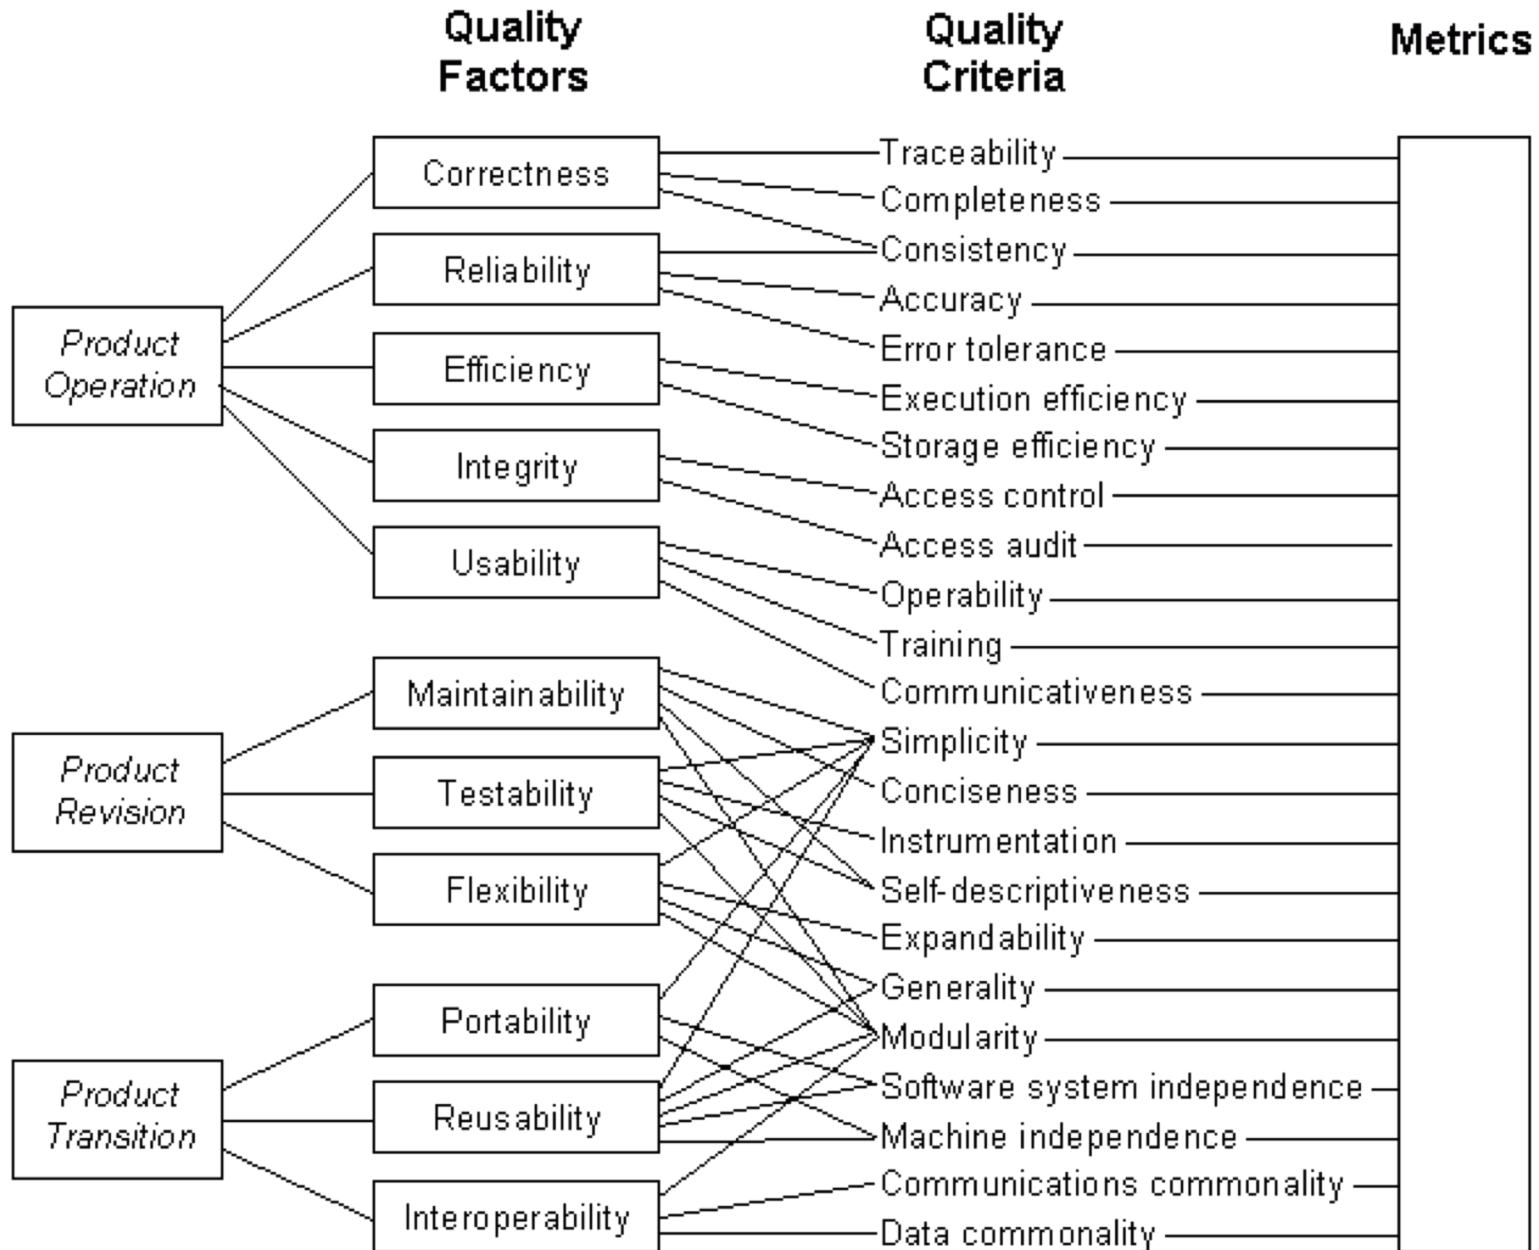 Quality
Factors
Quality
Criteria
Metrics
Product
Operation
Product
Revision
Product
Transition
Correctness
Reliability
Efficiency
Integrity
Usability
Maintainability
Testability
Flexibility
Portability
Reusability
Interoperability
Traceability
Completeness
Consistency
Accuracy
Error tolerance
Execution efficiency
Storage efficiency
Access control
Access audit
Operability
Training
Communicativeness
Simplicity
Conciseness
Instrumentation
Self-descriptiveness
Expandability
Generality
Modularity
Software system independence
Machine independence
Communications commonality
Data commonality